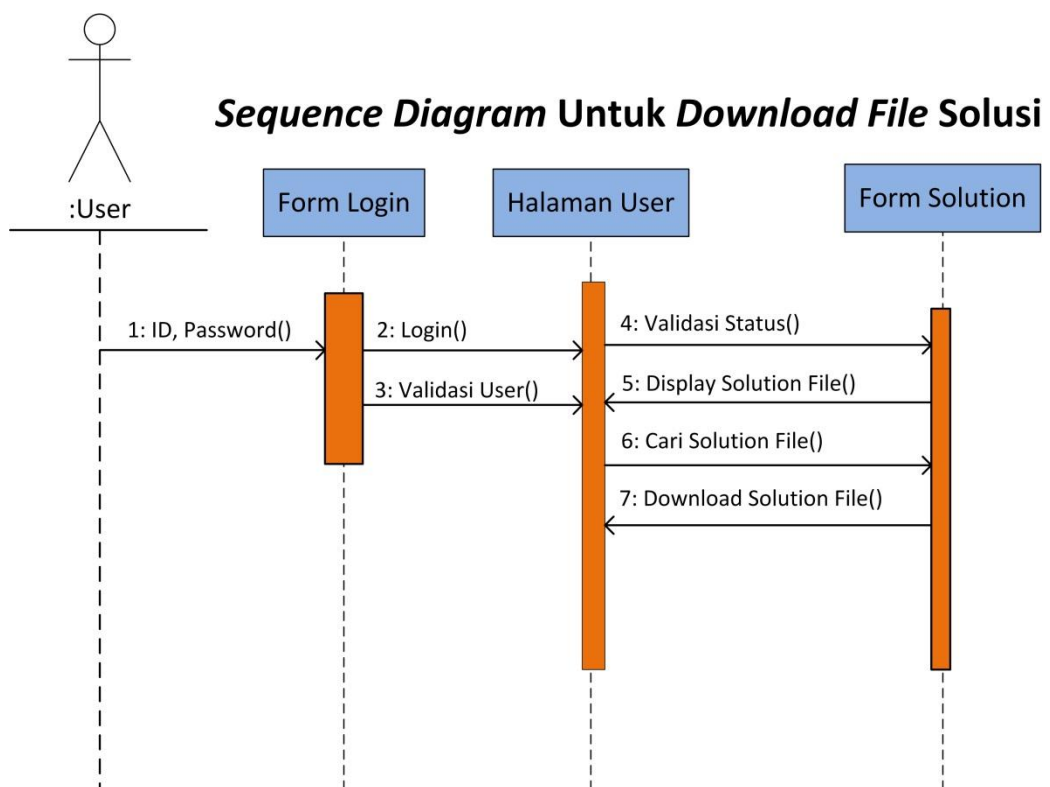 Sequence Diagram Untuk Download File Solusi
:User
Form Login
Halaman User
Form Solution
1: ID, Password()
2: Login()
3: Validasi User()
4: Validasi Status()
5: Display Solution File()
6: Cari Solution File()
7: Download Solution File()